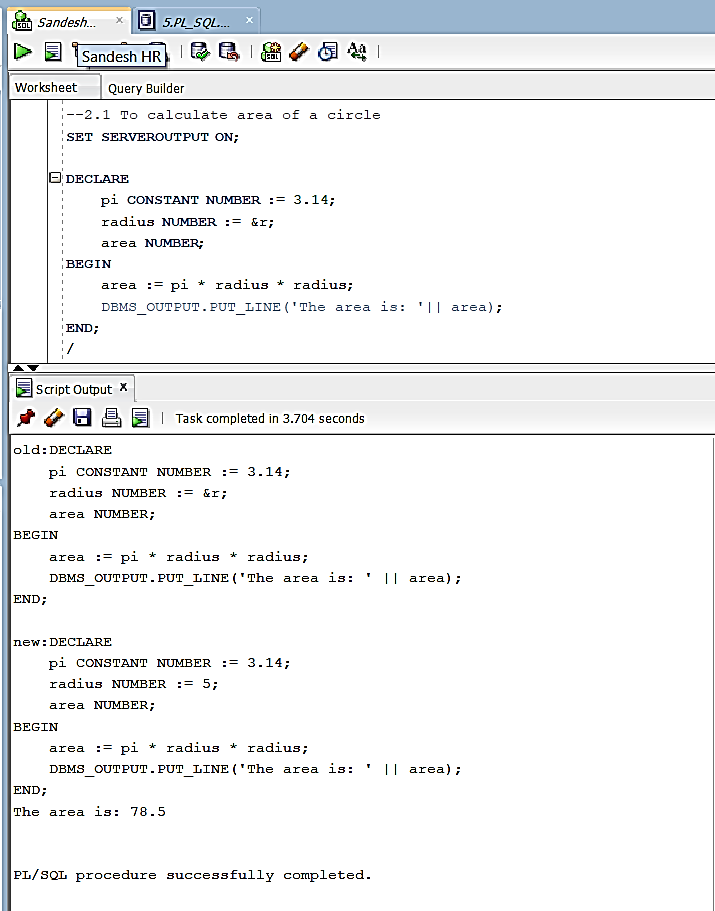 Sandesh...
5.PL_SQL....
Sandesh HR
Worksheet Query Builder
--2.1 To calculate area of a circle
SET SERVEROUTPUT ON;
DECLARE
    pi CONSTANT NUMBER := 3.14;
    radius NUMBER := &r;
    area NUMBER;
BEGIN
    area := pi * radius * radius;
    DBMS_OUTPUT.PUT_LINE('The area is: '|| area);
END;
/
Script Output x
Task completed in 3.704 seconds
old:DECLARE
    pi CONSTANT NUMBER := 3.14;
    radius NUMBER := &r;
    area NUMBER;
BEGIN
    area := pi * radius * radius;
    DBMS_OUTPUT.PUT_LINE('The area is: ' || area);
END;
new:DECLARE
    pi CONSTANT NUMBER := 3.14;
    radius NUMBER := 5;
    area NUMBER;
BEGIN
    area := pi * radius * radius;
    DBMS_OUTPUT.PUT_LINE('The area is: ' || area);
END;
The area is: 78.5
PL/SQL procedure successfully completed.